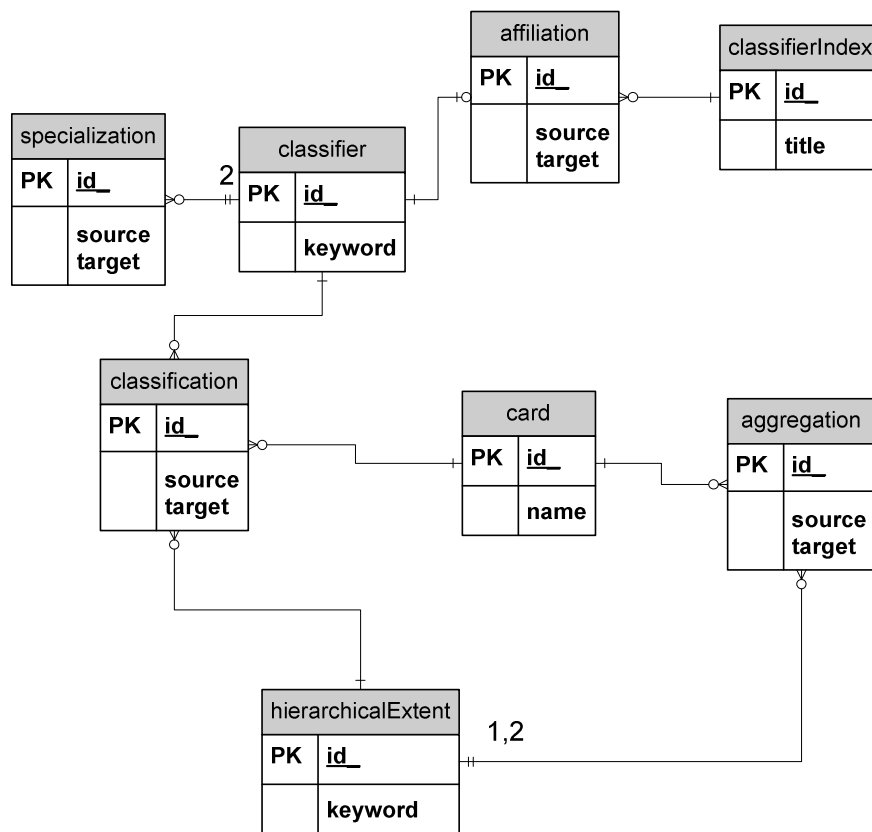 affiliation
PK id_
source
target
classifierIndex
PK id_
title
specialization
PK id_
source
target
2
classifier
PK id_
keyword
classification
PK id_
source
target
card
PK id_
name
aggregation
PK id_
source
target
hierarchicalExtent
PK id_
keyword
1,2